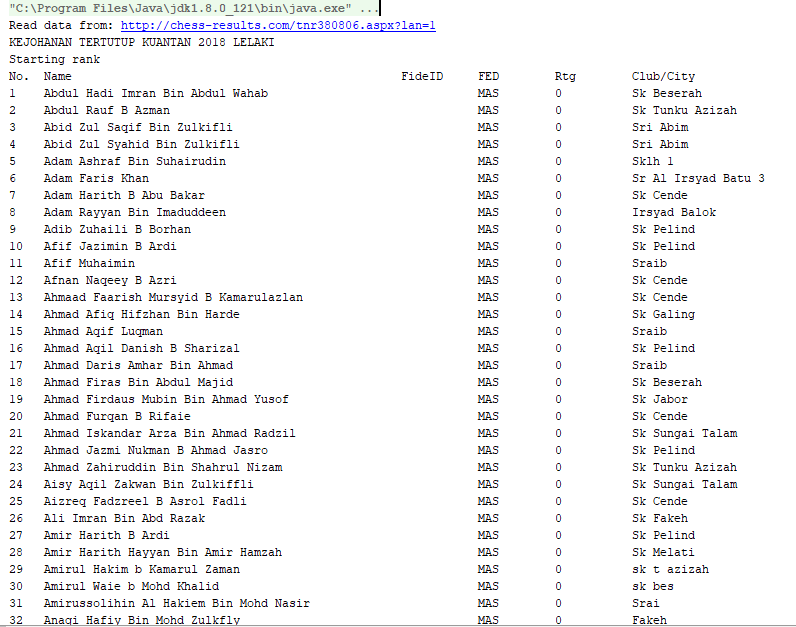 "C:\Program Files\Java\jdk1.8.0_121\bin\java.exe" ...
Read data from: http://chess-results.com/tnr380806.aspx?lan=1
KEJOHANAN TERTUTUP KUANTAN 2018 LELAKI
Starting rank
No. Name FideID FED Rtg Club/City
1 Abdul Hadi Imran Bin Abdul Wahab MAS 0 Sk Beserah
2 Abdul Rauf B Azman MAS 0 Sk Tunku Azizah
3 Abid Zul Saqif Bin Zulkifli MAS 0 Sri Abim
4 Abid Zul Syahid Bin Zulkifli MAS 0 Sri Abim
5 Adam Ashraf Bin Suhairudin MAS 0 Sklh 1
6 Adam Faris Khan MAS 0 Sr Al Irsyad Batu 3
7 Adam Harith B Abu Bakar MAS 0 Sk Cende
8 Adam Rayyan Bin Imaduddeen MAS 0 Irsyad Balok
9 Adib Zuhaili B Borhan MAS 0 Sk Pelind
10 Afif Jazimin B Ardi MAS 0 Sk Pelind
11 Afif Muhaimin MAS 0 Sraib
12 Afnan Naqeey B Azri MAS 0 Sk Cende
13 Ahmaad Faarish Mursyid B Kamarulazlan MAS 0 Sk Cende
14 Ahmad Afiq Hifzhan Bin Harde MAS 0 Sk Galing
15 Ahmad Aqif Luqman MAS 0 Sraib
16 Ahmad Aqil Danish B Sharizal MAS 0 Sk Pelind
17 Ahmad Daris Amhar Bin Ahmad MAS 0 Sraib
18 Ahmad Firas Bin Abdul Majid MAS 0 Sk Beserah
19 Ahmad Firdaus Mubin Bin Ahmad Yusof MAS 0 Sk Jabor
20 Ahmad Furqan B Rifaie MAS 0 Sk Cende
21 Ahmad Iskandar Arza Bin Ahmad Radzil MAS 0 Sk Sungai Talam
22 Ahmad Jazmi Nukman B Ahmad Jasro MAS 0 Sk Pelind
23 Ahmad Zahiruddin Bin Shahrul Nizam MAS 0 Sk Tunku Azizah
24 Aisy Aqil Zakwan Bin Zulkiffli MAS 0 Sk Sungai Talam
25 Aizreq Fadzreel B Asrol Fadli MAS 0 Sk Cende
26 Ali Imran Bin Abd Razak MAS 0 Sk Fakeh
27 Amir Harith B Ardi MAS 0 Sk Pelind
28 Amir Harith Hayyan Bin Amir Hamzah MAS 0 Sk Melati
29 Amirul Hakim b Kamarul Zaman MAS 0 sk t azizah
30 Amirul Waie b Mohd Khalid MAS 0 sk bes
31 Amirussolihin Al Hakiem Bin Mohd Nasir MAS 0 Srai
32 Anaqi Hafiy Bin Mohd Zulkfly MAS 0 Fakeh